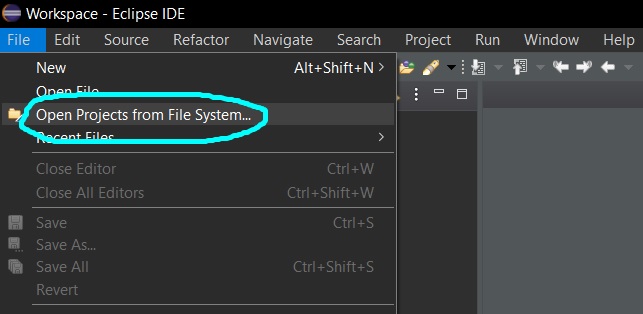 Workspace - Eclipse IDE
File Edit Source Refactor Navigate Search Project Run Window Help
New Alt+Shift+N >
Open File
Open Projects from File System...
Recent Files >
Close Editor Ctrl+W
Close All Editors Ctrl+Shift+W
Save Ctrl+S
Save As...
Save All Ctrl+Shift+S
Revert